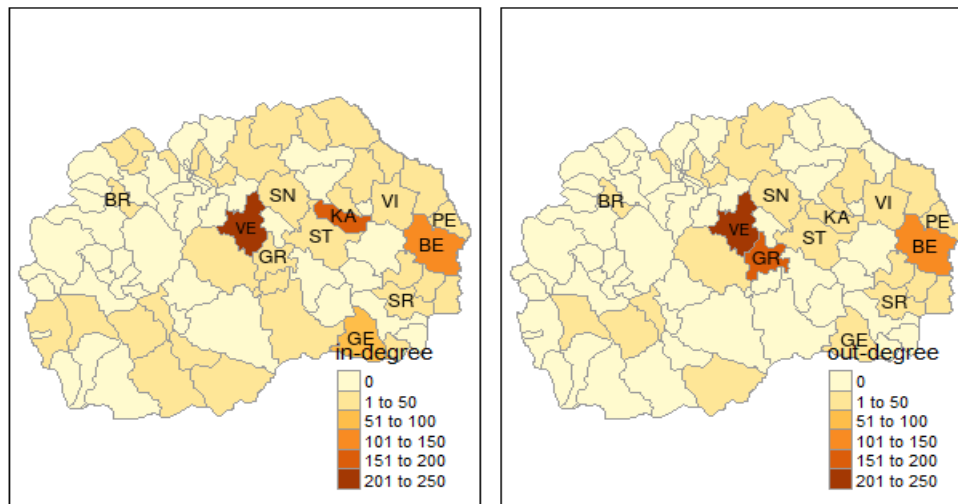 BR
SN
VE
KA
VI
PE
ST
BE
GR
SR
GE
in-degree
0
1 to 50
51 to 100
101 to 150
151 to 200
201 to 250
BR
SN
VE
KA
VI
PE
ST
BE
GR
SR
GE
out-degree
0
1 to 50
51 to 100
101 to 150
151 to 200
201 to 250